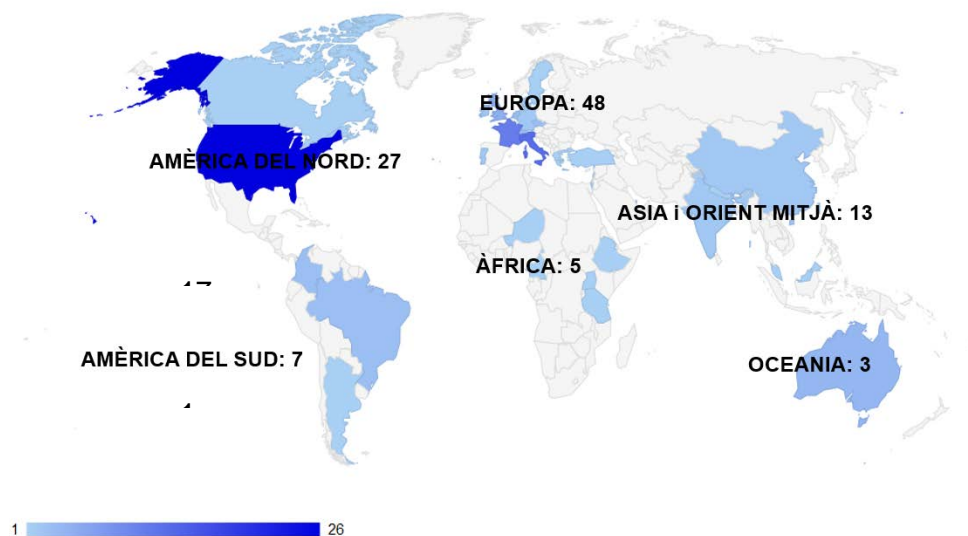 EUROPA: 48
AMÈRICA DEL NORD: 27
ASIA i ORIENT MITJÀ: 13
ÀFRICA: 5
AMÈRICA DEL SUD: 7
OCEANIA: 3
1 26